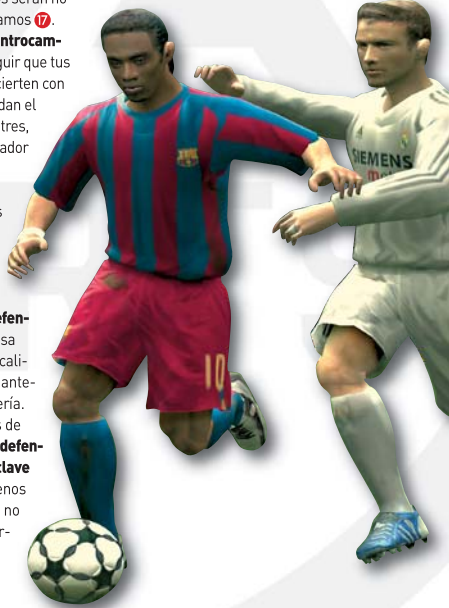 s serán no
amos 17.
ntrocam-
guir que tus
cierten con
dan el
tres,
ador
s
efen-
sa
cali-
ante-
ería.
s de
defen-
clave
enos
no
r-
SIEMENS
10